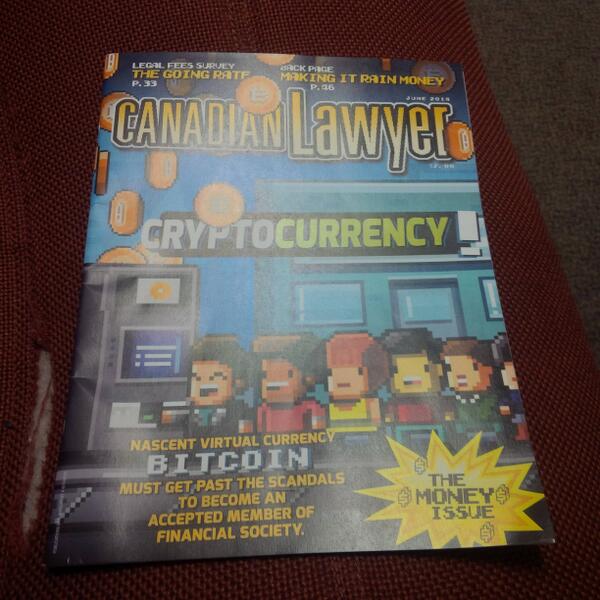 LEGAL FEES SURVEY
THE GOING RATE
P.33
BACK PAGE
MAKING IT RAIN MONEY
P.46
CANADIAN Lawyer
CRYPTOCURRENCY
NASCENT VIRTUAL CURRENCY
BITCOIN
MUST GET PAST THE SCANDALS
TO BECOME AN
ACCEPTED MEMBER OF
FINANCIAL SOCIETY.
THE
MONEY
ISSUE